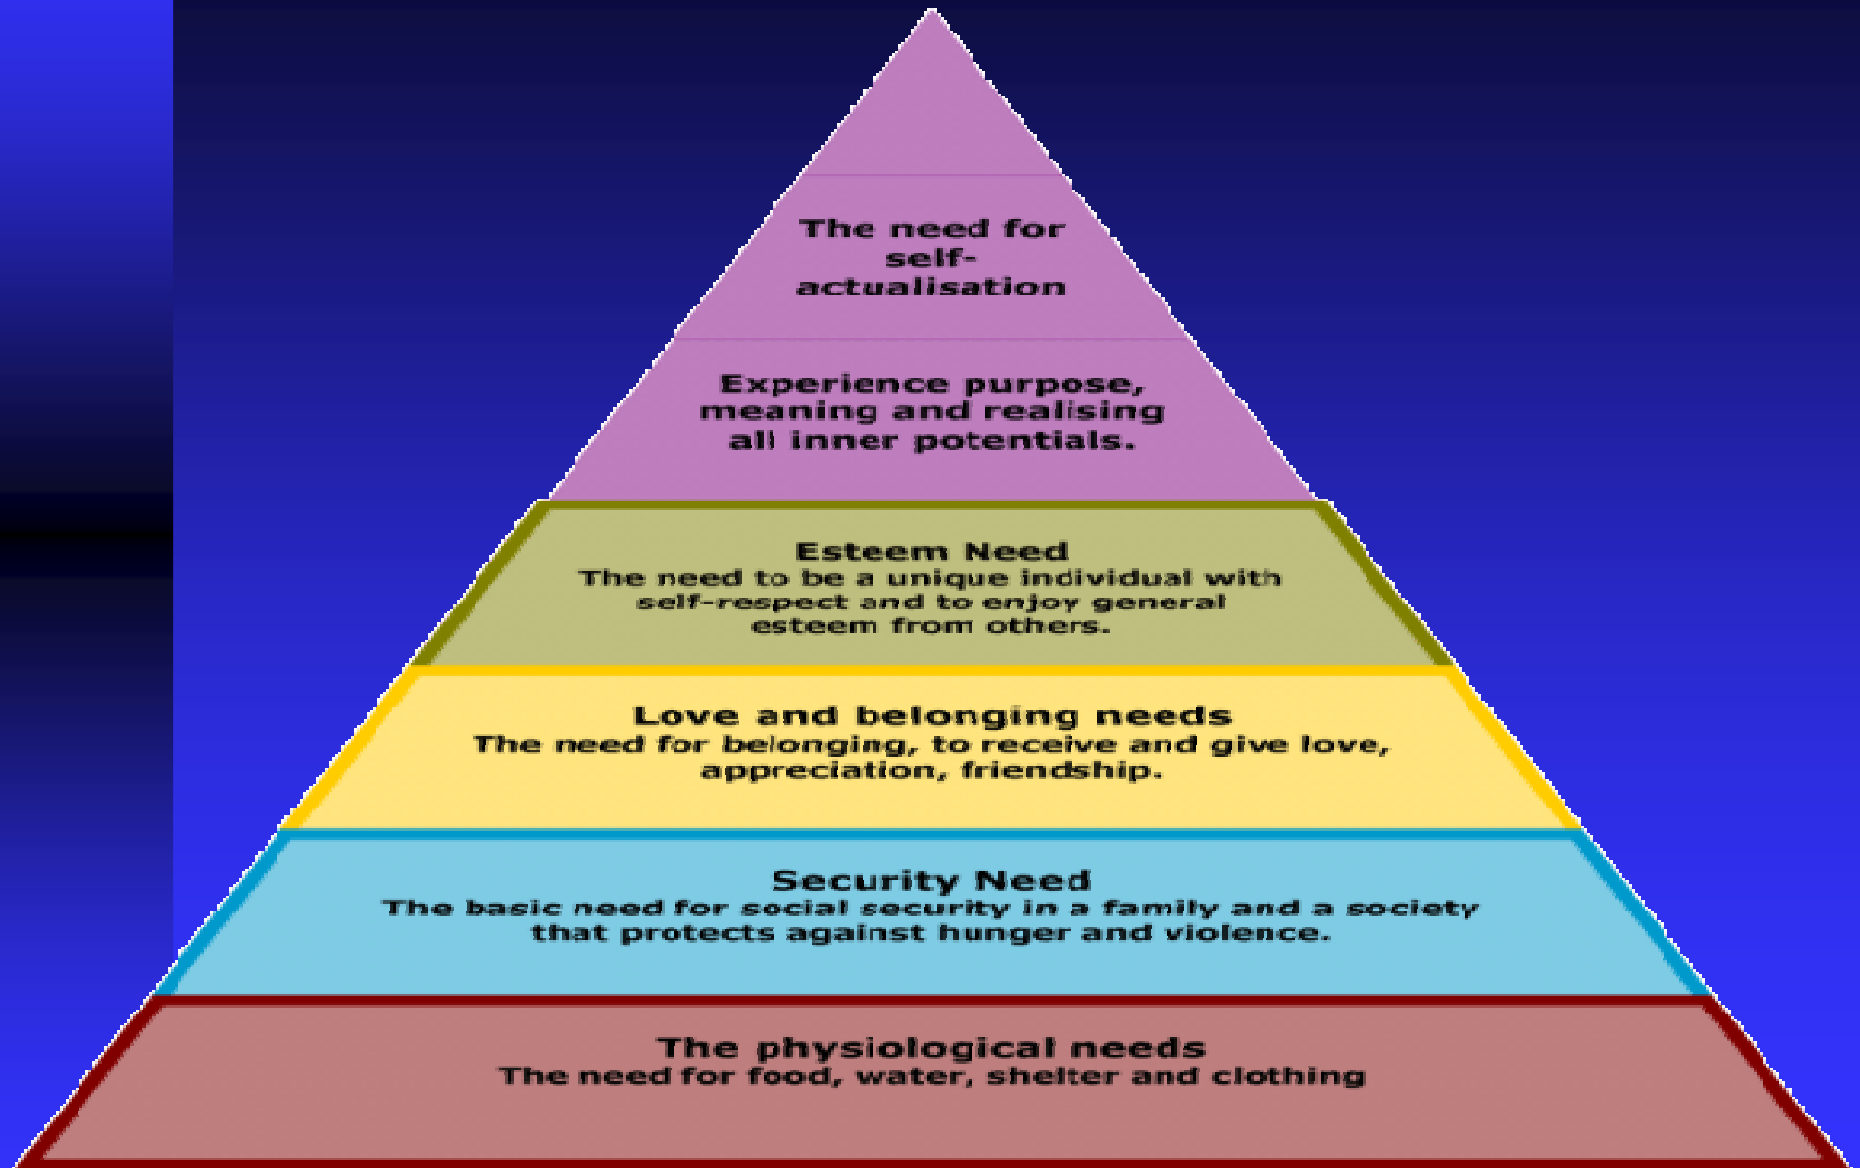 The need for
self-
actualisation
Experience purpose,
meaning and realising
all inner potentials.
Esteem Need
The need to be a unique individual with
self-respect and to enjoy general
esteem from others.
Love and belonging needs
The need for belonging, to receive and give love,
appreciation, friendship.
Security Need
The basic need for social security in a family and a society
that protects against hunger and violence.
The physiological needs
The need for food, water, shelter and clothing